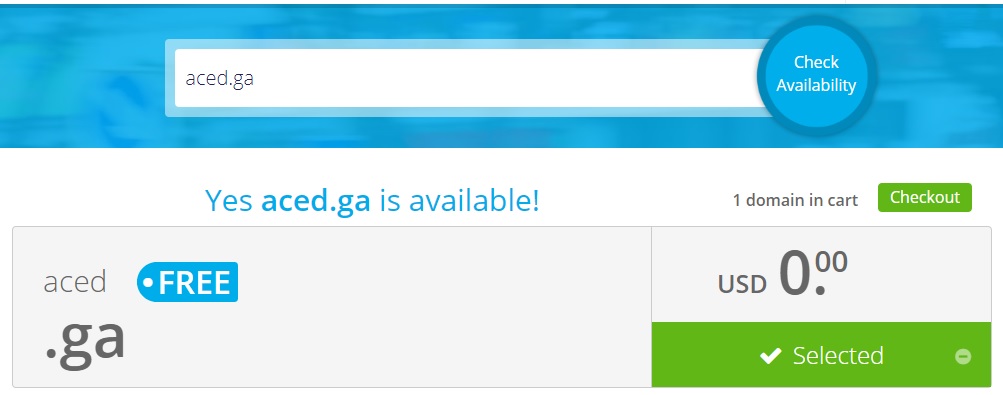 aced.ga
Check
Availability
Yes aced.ga is available!
1 domain in cart
Checkout
aced
FREE
.ga
USD 0.00
Selected